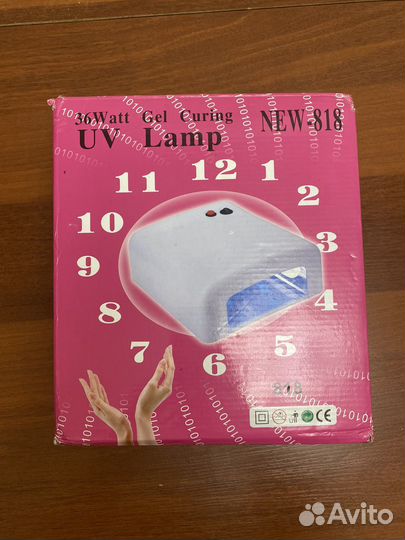 36Watt Gel Curing
UV Lamp
NEW-818
11 12 1
10 2
9 3
8 4
7 6 5
818
CE
Avito